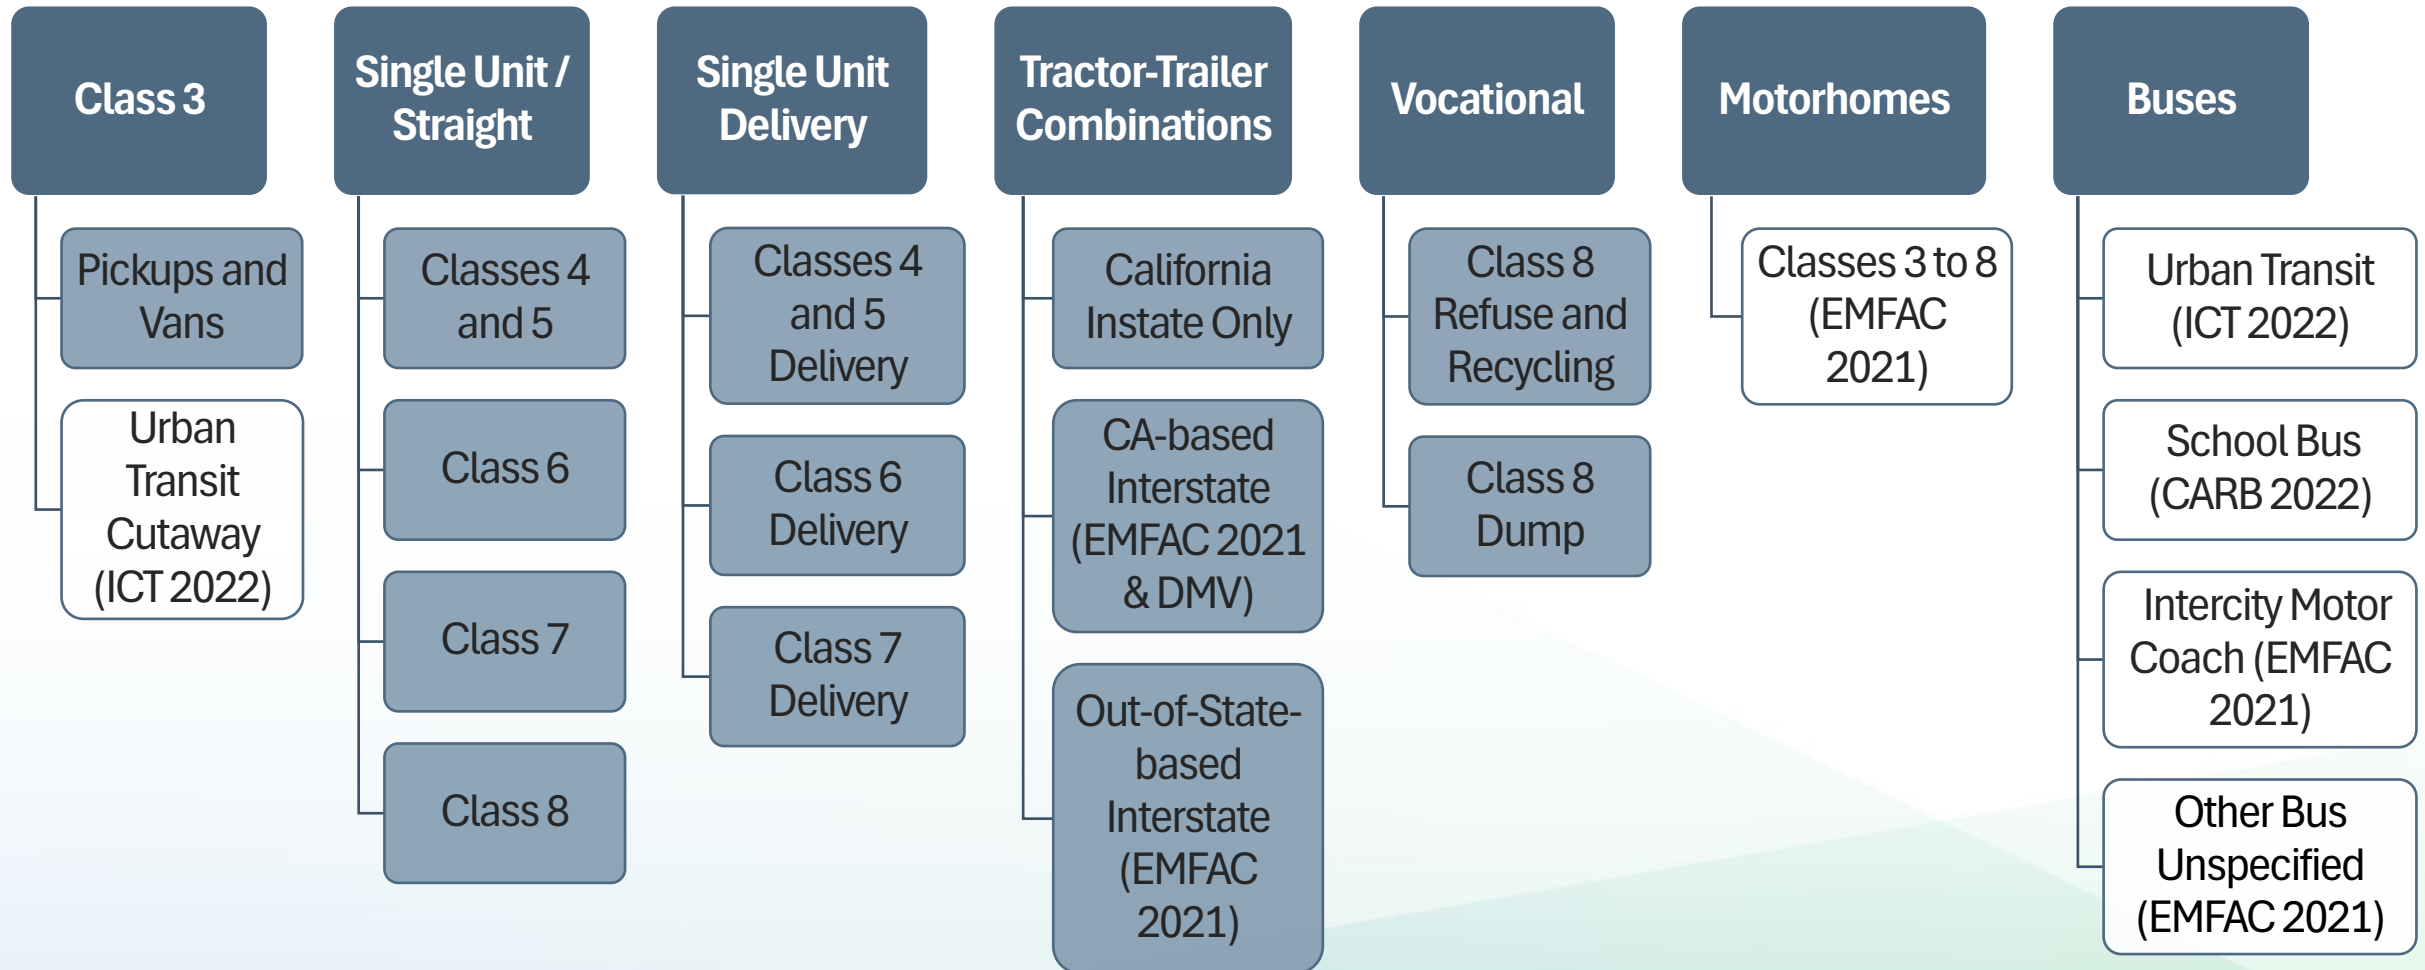 Class 3
Pickups and
Vans
Urban
Transit
Cutaway
(ICT 2022)
Single Unit /
Straight
Classes 4
and 5
Class 6
Class 7
Class 8
Single Unit
Delivery
Classes 4
and 5
Delivery
Class 6
Delivery
Class 7
Delivery
Tractor-Trailer
Combinations
California
Instate Only
CA-based
Interstate
(EMFAC 2021
& DMV)
Out-of-State-
based
Interstate
(EMFAC
2021)
Vocational
Class 8
Refuse and
Recycling
Class 8
Dump
Motorhomes
Classes 3 to 8
(EMFAC
2021)
Buses
Urban Transit
(ICT 2022)
School Bus
(CARB 2022)
Intercity Motor
Coach (EMFAC
2021)
Other Bus
Unspecified
(EMFAC 2021)